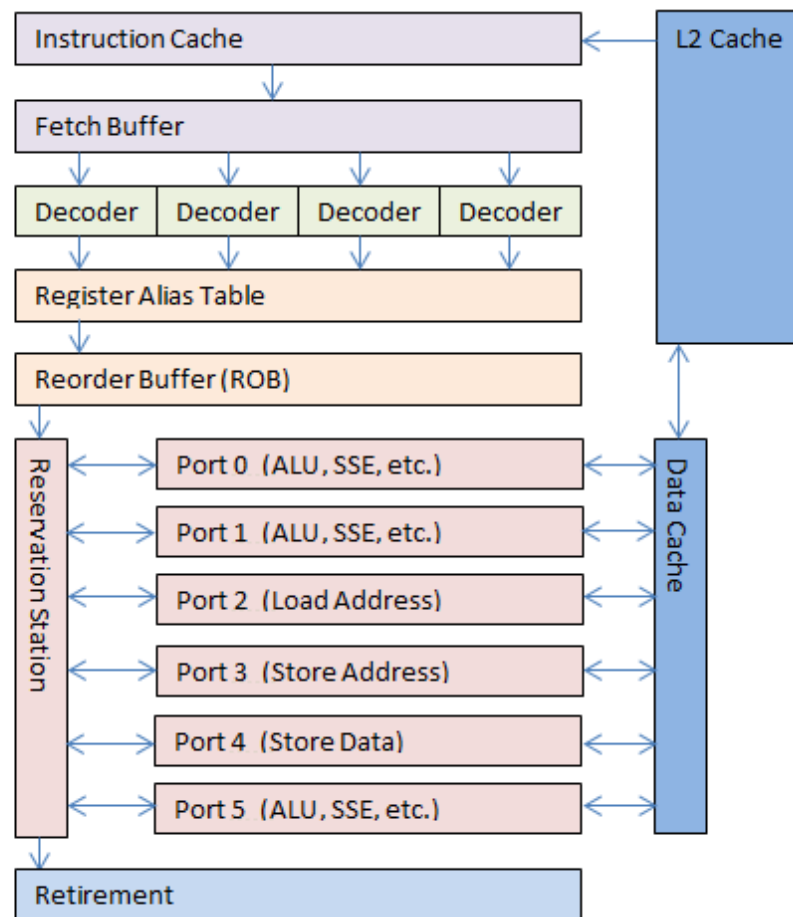 Instruction Cache
L2 Cache
Fetch Buffer
Decoder
Decoder
Decoder
Decoder
Register Alias Table
Reorder Buffer (ROB)
Reservation Station
Port 0 (ALU, SSE, etc.)
Port 1 (ALU, SSE, etc.)
Port 2 (Load Address)
Port 3 (Store Address)
Port 4 (Store Data)
Port 5 (ALU, SSE, etc.)
Data Cache
Retirement